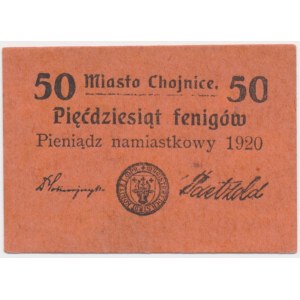 50 Miasto Chojnice. 50
Pięćdziesiąt fenigów
Pieniądz namiastkowy 1920